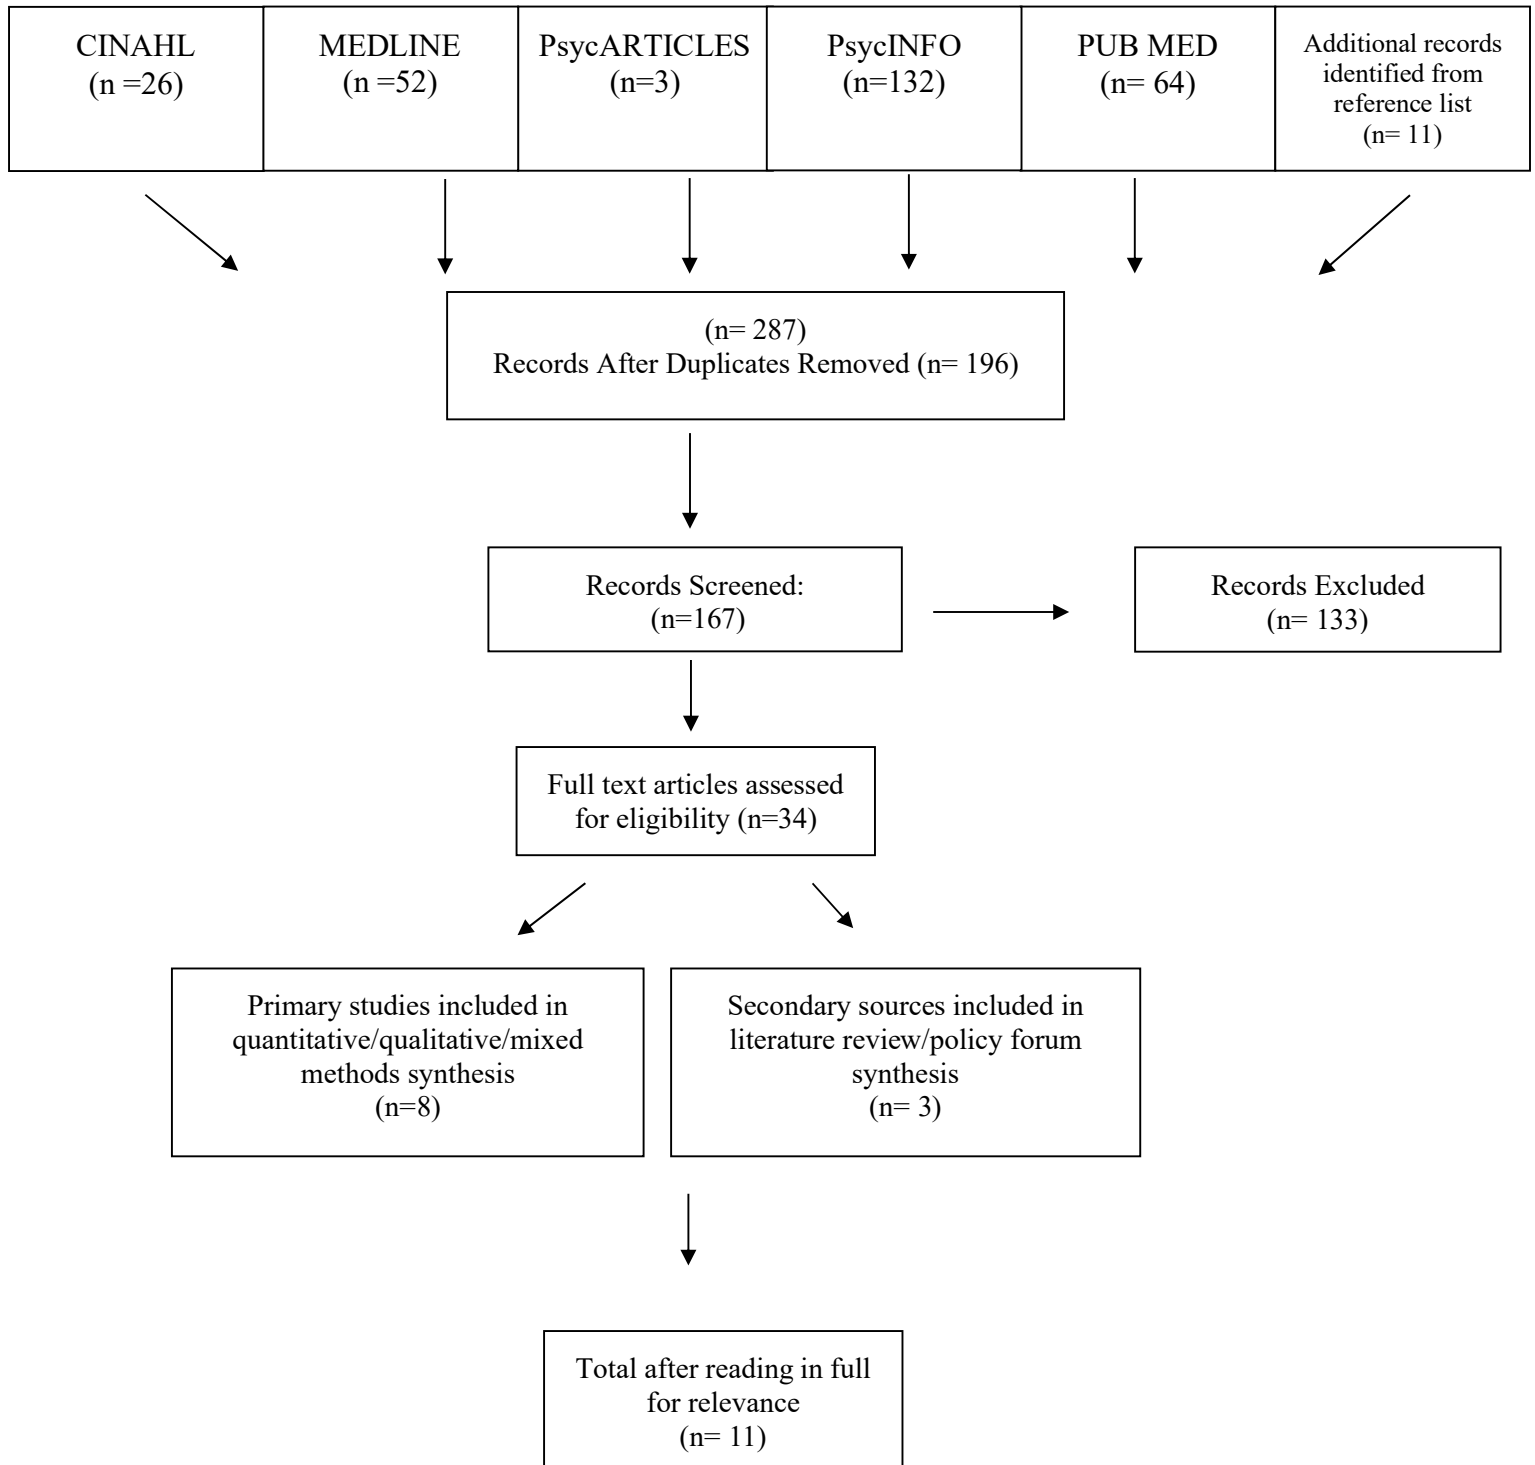 CINAHL
(n =26)
MEDLINE
(n =52)
PsycARTICLES
(n=3)
PsycINFO
(n=132)
PUB MED
(n= 64)
Additional records
identified from
reference list
(n= 11)
(n= 287)
Records After Duplicates Removed (n= 196)
Records Screened:
(n=167)
Records Excluded
(n= 133)
Full text articles assessed
for eligibility (n=34)
Primary studies included in
quantitative/qualitative/mixed
methods synthesis
(n=8)
Secondary sources included in
literature review/policy forum
synthesis
(n= 3)
Total after reading in full
for relevance
(n= 11)